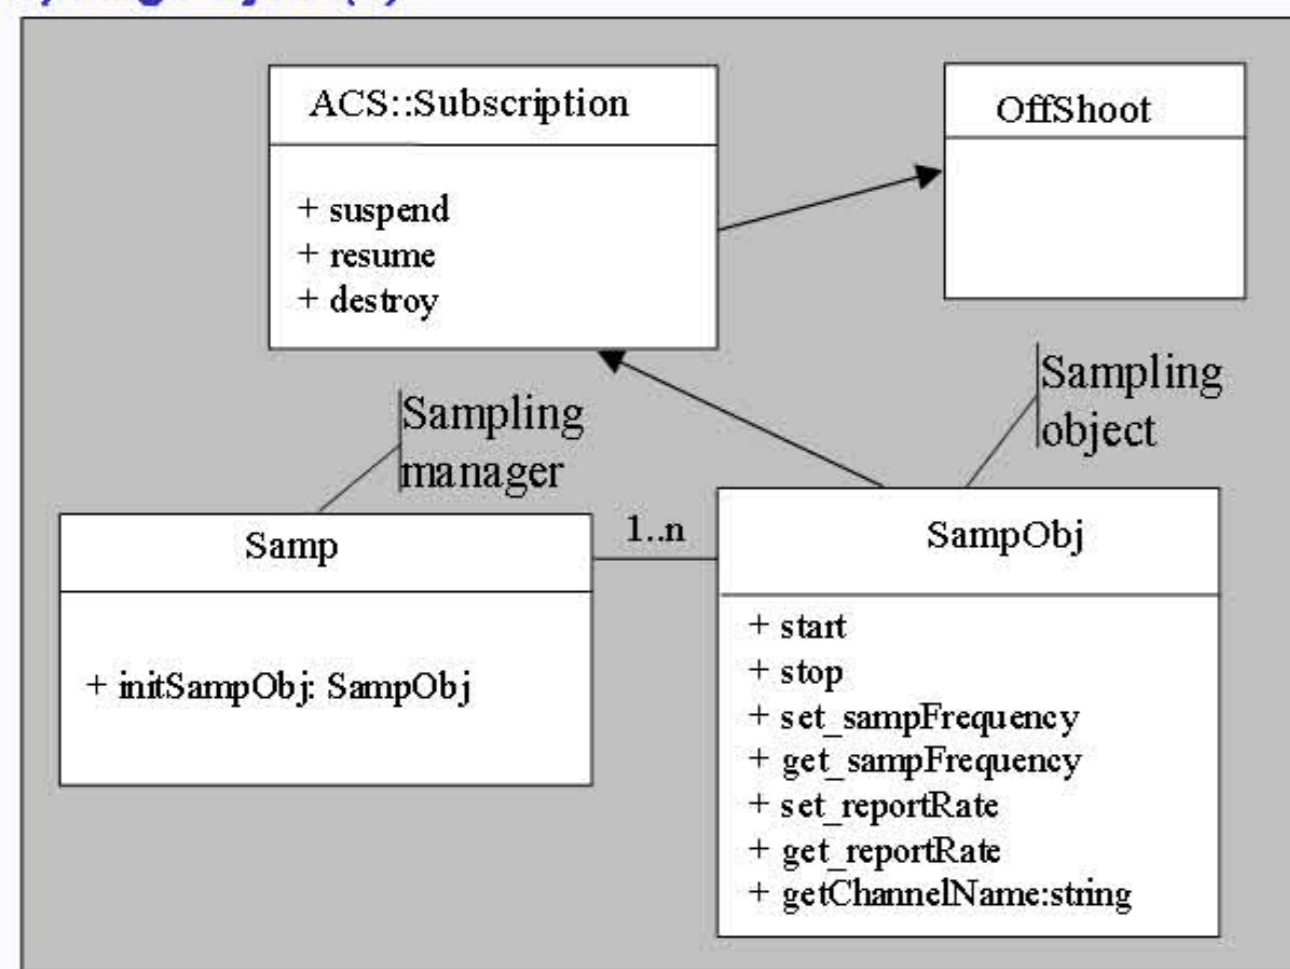 ACS::Subscription
+ suspend
+ resume
+ destroy
OffShoot
Sampling
manager
Sampling
object
Samp
+ initSampObj: SampObj
1..n
SampObj
+ start
+ stop
+ set_sampFrequency
+ get_sampFrequency
+ set_reportRate
+ get_reportRate
+ getChannelName:string